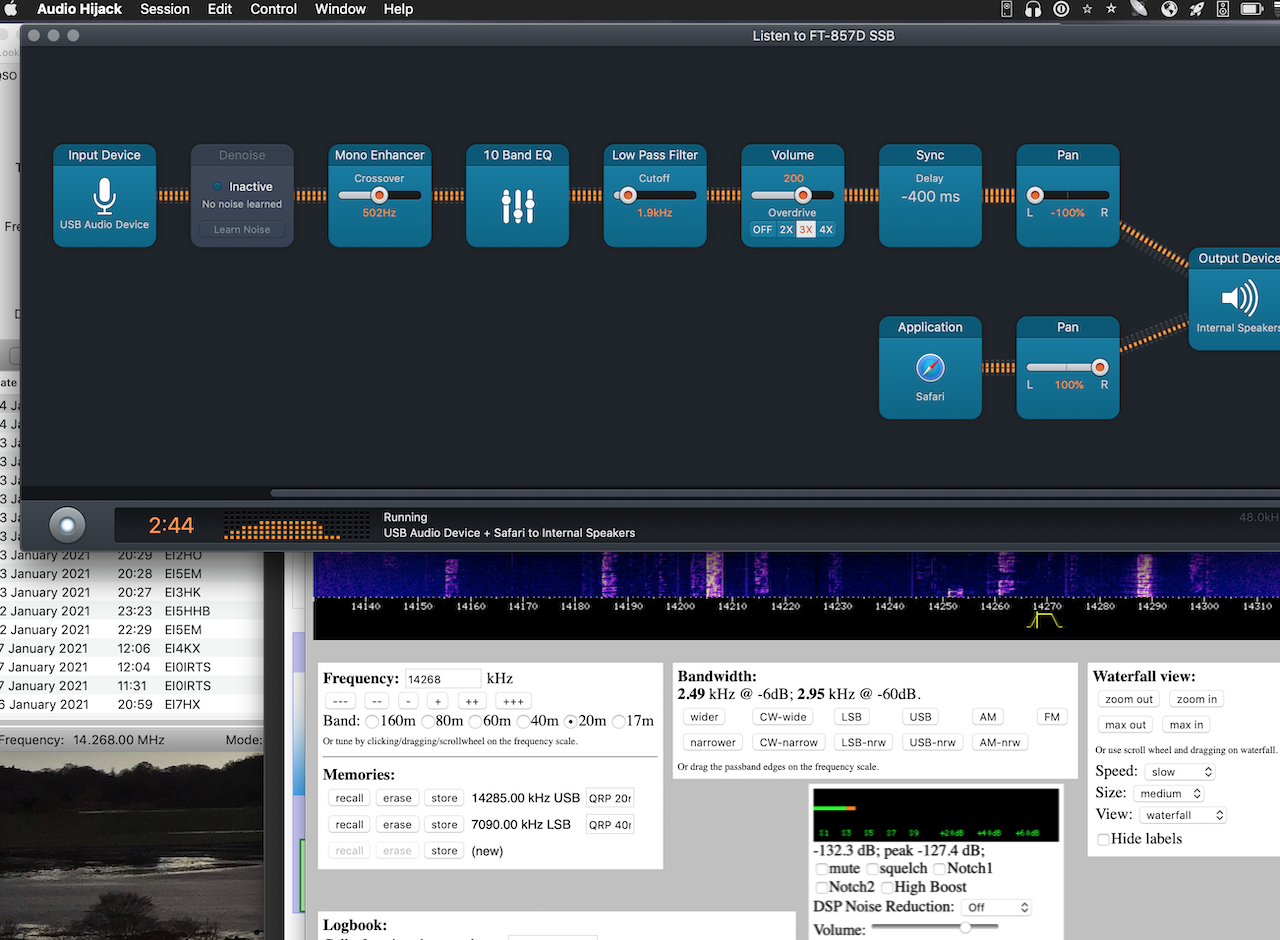 Audio Hijack Session Edit Control Window Help
Listen to FT-857D SSB
Input Device
USB Audio Device
Denoise
Inactive
No noise learned
Learn Noise
Mono Enhancer
Crossover
502Hz
10 Band EQ
Low Pass Filter
Cutoff
1.9kHz
Volume
200
Overdrive
OFF 2X 3X 4X
Sync
Delay
-400 ms
Pan
L -100% R
Output Device
Internal Speakers
Application
Safari
Pan
L 100% R
2:44
Running
USB Audio Device + Safari to Internal Speakers
48.0kH
3 January 2021 20:29 EI2HO
3 January 2021 20:28 EI5EM
3 January 2021 20:27 EI3HK
2 January 2021 23:23 EI5HHB
2 January 2021 22:29 EI5EM
7 January 2021 12:06 EI4KX
7 January 2021 12:04 EI0IRTS
7 January 2021 11:31 EI0IRTS
6 January 2021 20:59 EI7HX
Frequency: 14.268.00 MHz Mode:
14140 14150 14160 14170 14180 14190 14200 14210 14220 14230 14240 14250 14260 14270 14280 14290 14300 14310
Frequency: 14268 kHz
--- -- - + ++ +++
Band: 160m 80m 60m 40m 20m 17m
Or tune by clicking/dragging/scrollwheel on the frequency scale.
Memories:
recall erase store 14285.00 kHz USB QRP 20r
recall erase store 7090.00 kHz LSB QRP 40r
recall erase store (new)
Logbook:
Bandwidth:
2.49 kHz @ -6dB; 2.95 kHz @ -60dB.
wider CW-wide LSB USB AM FM
narrower CW-narrow LSB-nrw USB-nrw AM-nrw
Or drag the passband edges on the frequency scale.
S1 S3 S5 S7 S9 +20dB +40dB +60dB
-132.3 dB; peak -127.4 dB;
mute squelch Notch1
Notch2 High Boost
DSP Noise Reduction: Off
Volume:
Waterfall view:
zoom out zoom in
max out max in
Or use scroll wheel and dragging on waterfall.
Speed: slow
Size: medium
View: waterfall
Hide labels